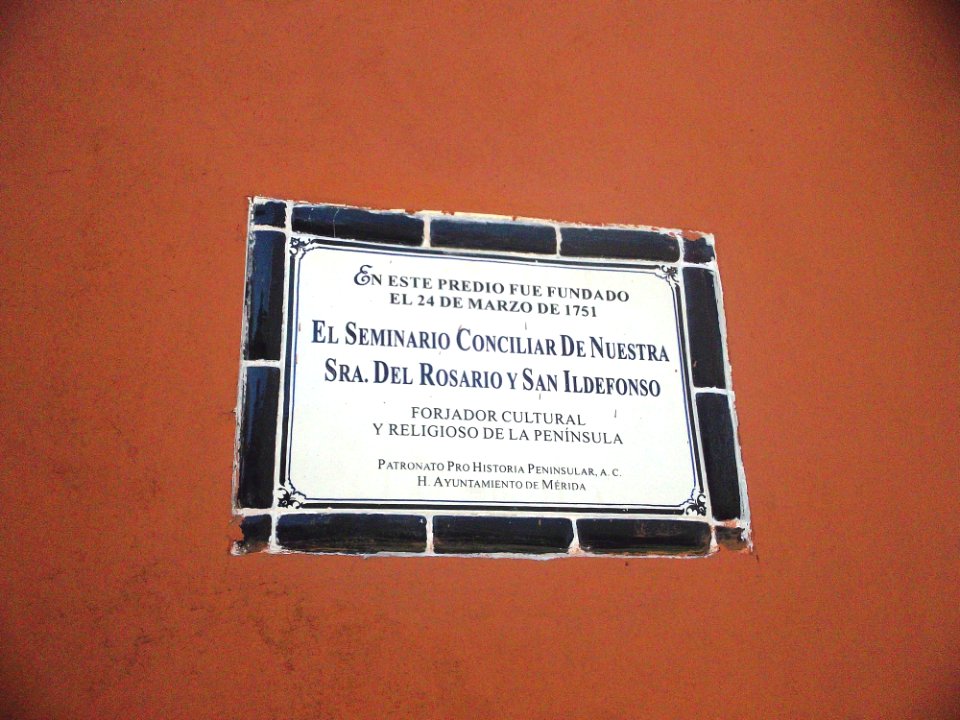 EN ESTE PREDIO FUE FUNDADO
EL 24 DE MARZO DE 1751
EL SEMINARIO CONCILIAR DE NUESTRA
SRA. DEL ROSARIO Y SAN ILDEFONSO
FORJADOR CULTURAL
Y RELIGIOSO DE LA PENÍNSULA
PATRONATO PRO HISTORIA PENINSULAR, A. C.
H. AYUNTAMIENTO DE MÉRIDA